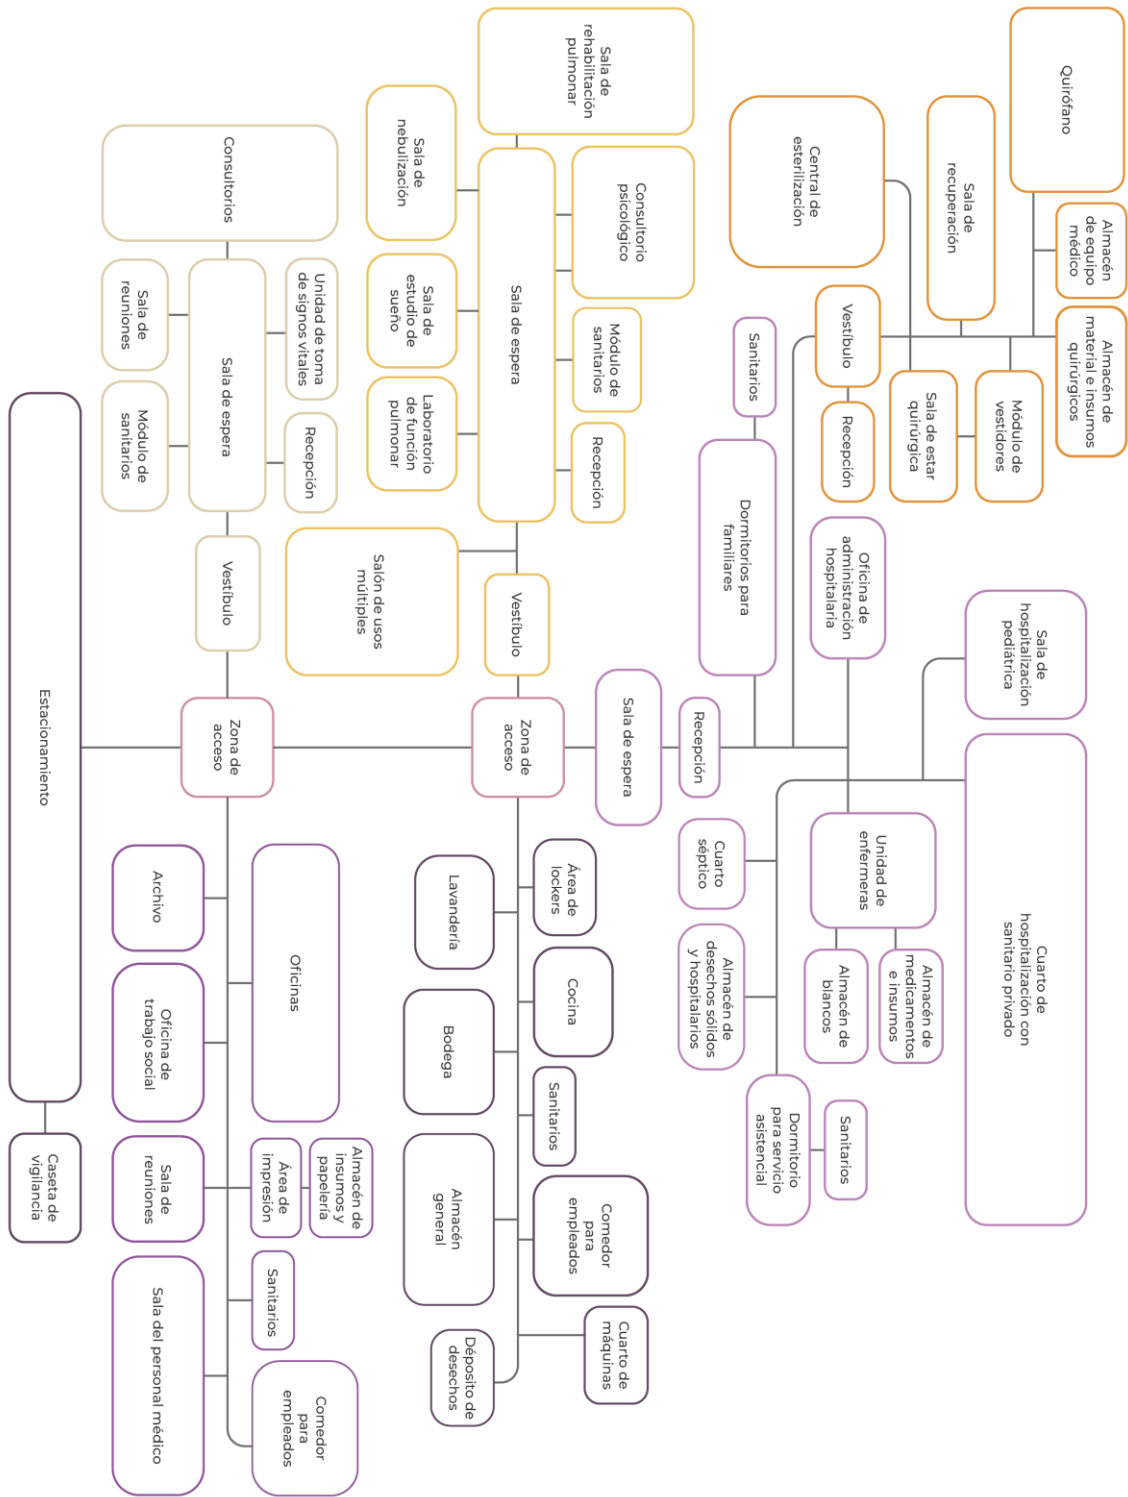 Quirófano
Almacén
de equipo
médico
Almacén de
material e insumos
quirúrgicos
Sala de
recuperación
Módulo de
vestidores
Sala de estar
quirúrgica
Central de
esterilización
Vestíbulo
Recepción
Sala de
hospitalización
pediátrica
Cuarto de
hospitalización con
sanitario privado
Oficina de
administración
hospitalaria
Unidad de
enfermeras
Almacén de
medicamentos
e insumos
Almacén de
blancos
Sanitarios
Dormitorio
para servicio
asistencial
Sanitarios
Dormitorios para
familiares
Recepción
Cuarto
séptico
Almacén de
desechos sólidos
y hospitalarios
Sala de espera
Sala de
rehabilitación
pulmonar
Consultorio
psicológico
Módulo de
sanitarios
Recepción
Sala de espera
Vestíbulo
Zona de
acceso
Sala de
nebulización
Sala de
estudio de
sueño
Laboratorio
de función
pulmonar
Salón de usos
múltiples
Área de
lockers
Cocina
Sanitarios
Comedor
para
empleados
Cuarto de
máquinas
Lavandería
Bodega
Almacén
general
Déposito de
desechos
Consultorios
Unidad de toma
de signos vitales
Recepción
Sala de espera
Vestíbulo
Zona de
acceso
Sala de
reuniones
Módulo de
sanitarios
Oficinas
Almacén de
insumos y
papelería
Área de
impresión
Sanitarios
Comedor
para
empleados
Archivo
Oficina de
trabajo social
Sala de
reuniones
Sala del personal médico
Estacionamiento
Caseta de
vigilancia